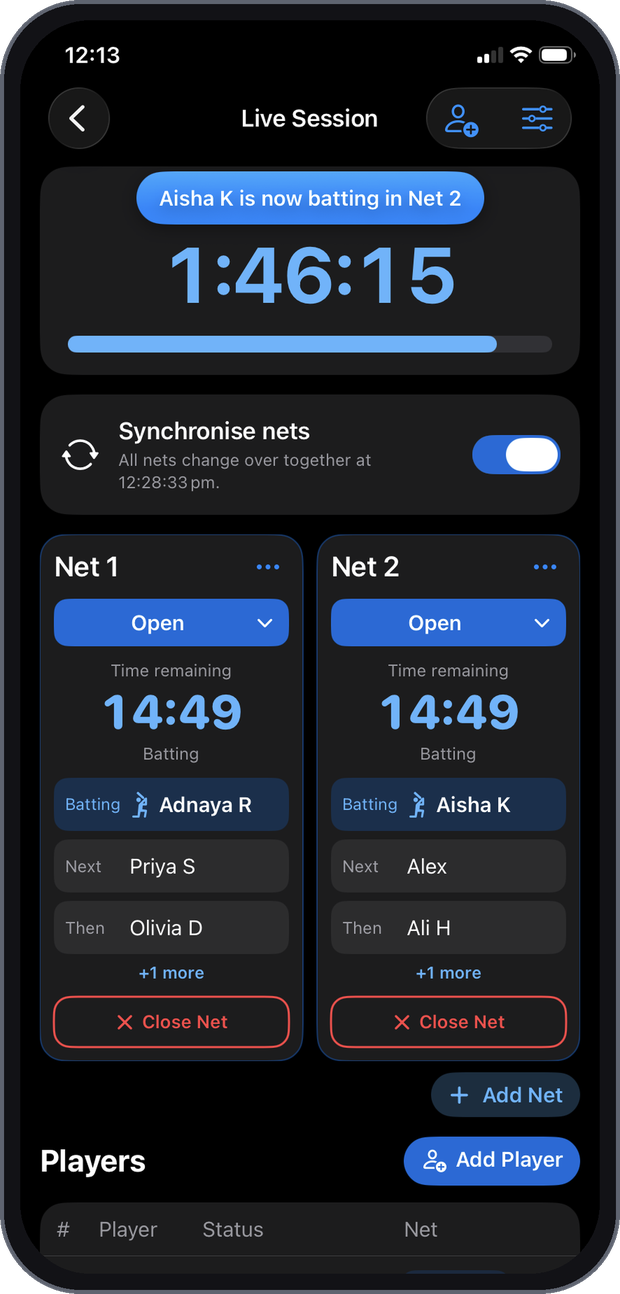 12:13
Live Session
Aisha K is now batting in Net 2
1:46:15
Synchronise nets
All nets change over together at
12:28:33 pm.
Net 1
Open
Time remaining
14:49
Batting
Batting Adnaya R
Next Priya S
Then Olivia D
+1 more
Close Net
Net 2
Open
Time remaining
14:49
Batting
Batting Aisha K
Next Alex
Then Ali H
+1 more
Close Net
+ Add Net
Players
Add Player
# Player Status Net